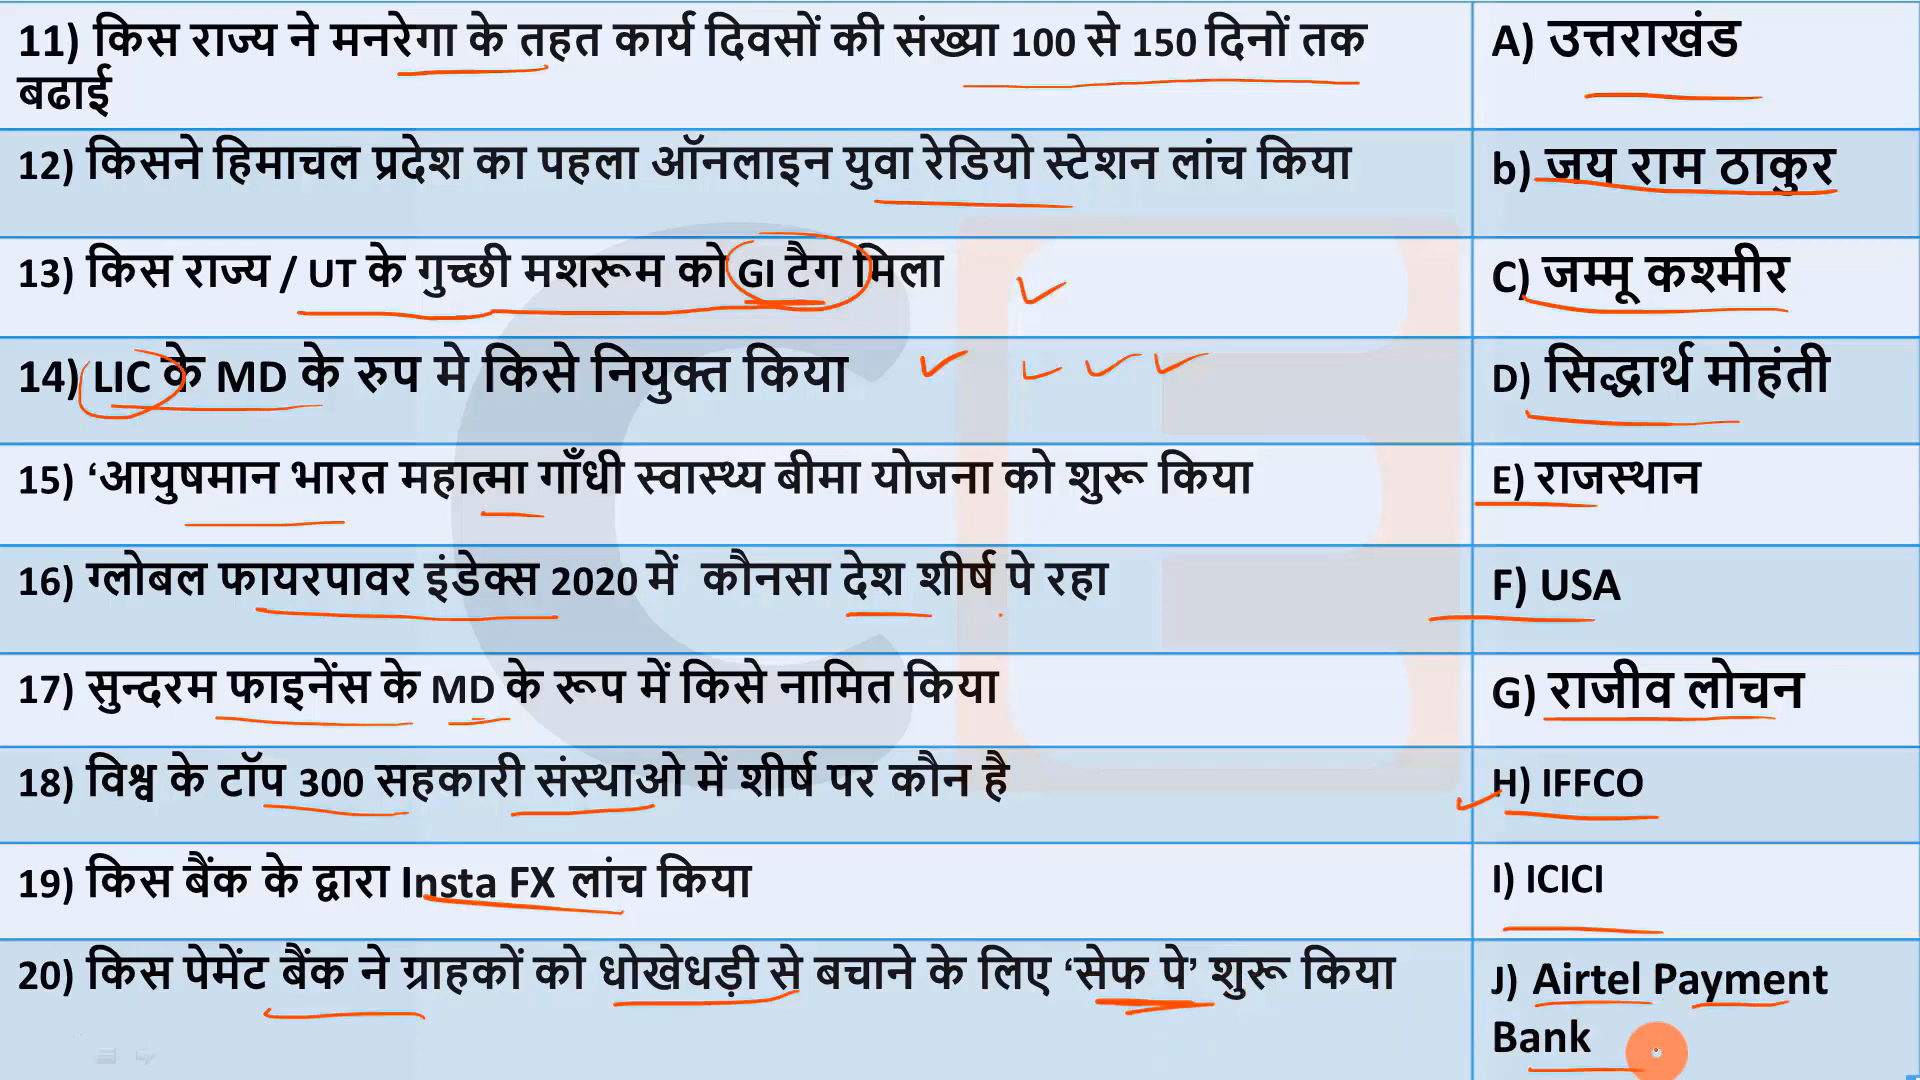 11) किस राज्य ने मनरेगा के तहत कार्य दिवसों की संख्या 100 से 150 दिनों तक
बढाई
A) उत्तराखंड
12) किसने हिमाचल प्रदेश का पहला ऑनलाइन युवा रेडियो स्टेशन लांच किया
b) जय राम ठाकुर
13) किस राज्य / UT के गुच्छी मशरूम को GI टैग मिला
C) जम्मू कश्मीर
14) LIC के MD के रुप मे किसे नियुक्त किया
D) सिद्धार्थ मोहंती
15) ‘आयुषमान भारत महात्मा गाँधी स्वास्थ्य बीमा योजना को शुरू किया
E) राजस्थान
16) ग्लोबल फायरपावर इंडेक्स 2020 में कौनसा देश शीर्ष पे रहा
F) USA
17) सुन्दरम फाइनेंस के MD के रूप में किसे नामित किया
G) राजीव लोचन
18) विश्व के टॉप 300 सहकारी संस्थाओ में शीर्ष पर कौन है
H) IFFCO
19) किस बैंक के द्वारा Insta FX लांच किया
I) ICICI
20) किस पेमेंट बैंक ने ग्राहकों को धोखेधड़ी से बचाने के लिए ‘सेफ पे’ शुरू किया
J) Airtel Payment
Bank